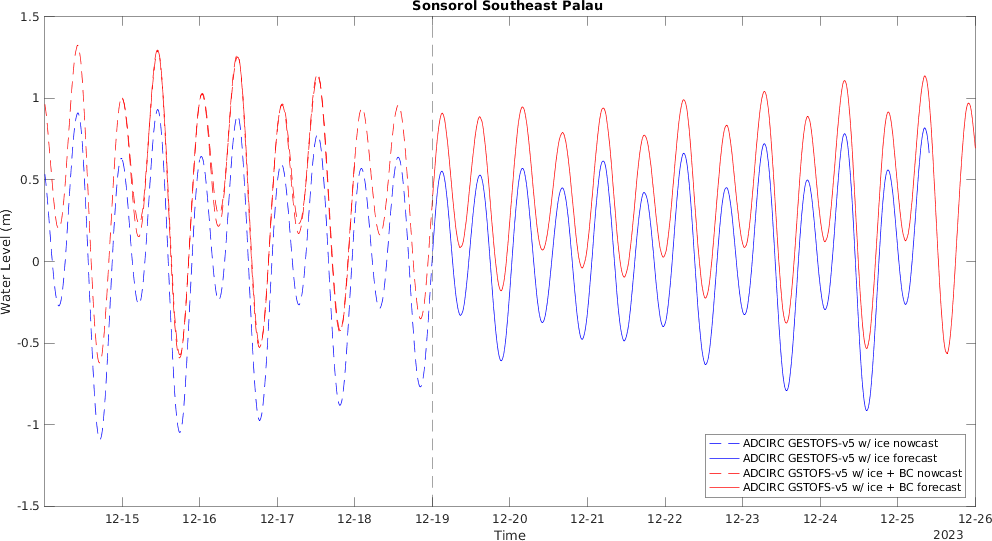 Sonsorol Southeast Palau
1.5
1
0.5
0
-0.5
-1
-1.5
Water Level (m)
ADCIRC GESTOFS-v5 w/ ice nowcast
ADCIRC GESTOFS-v5 w/ ice forecast
ADCIRC GSTOFS-v5 w/ ice + BC nowcast
ADCIRC GSTOFS-v5 w/ ice + BC forecast
12-15 12-16 12-17 12-18 12-19 12-20 12-21 12-22 12-23 12-24 12-25 12-26
Time
2023